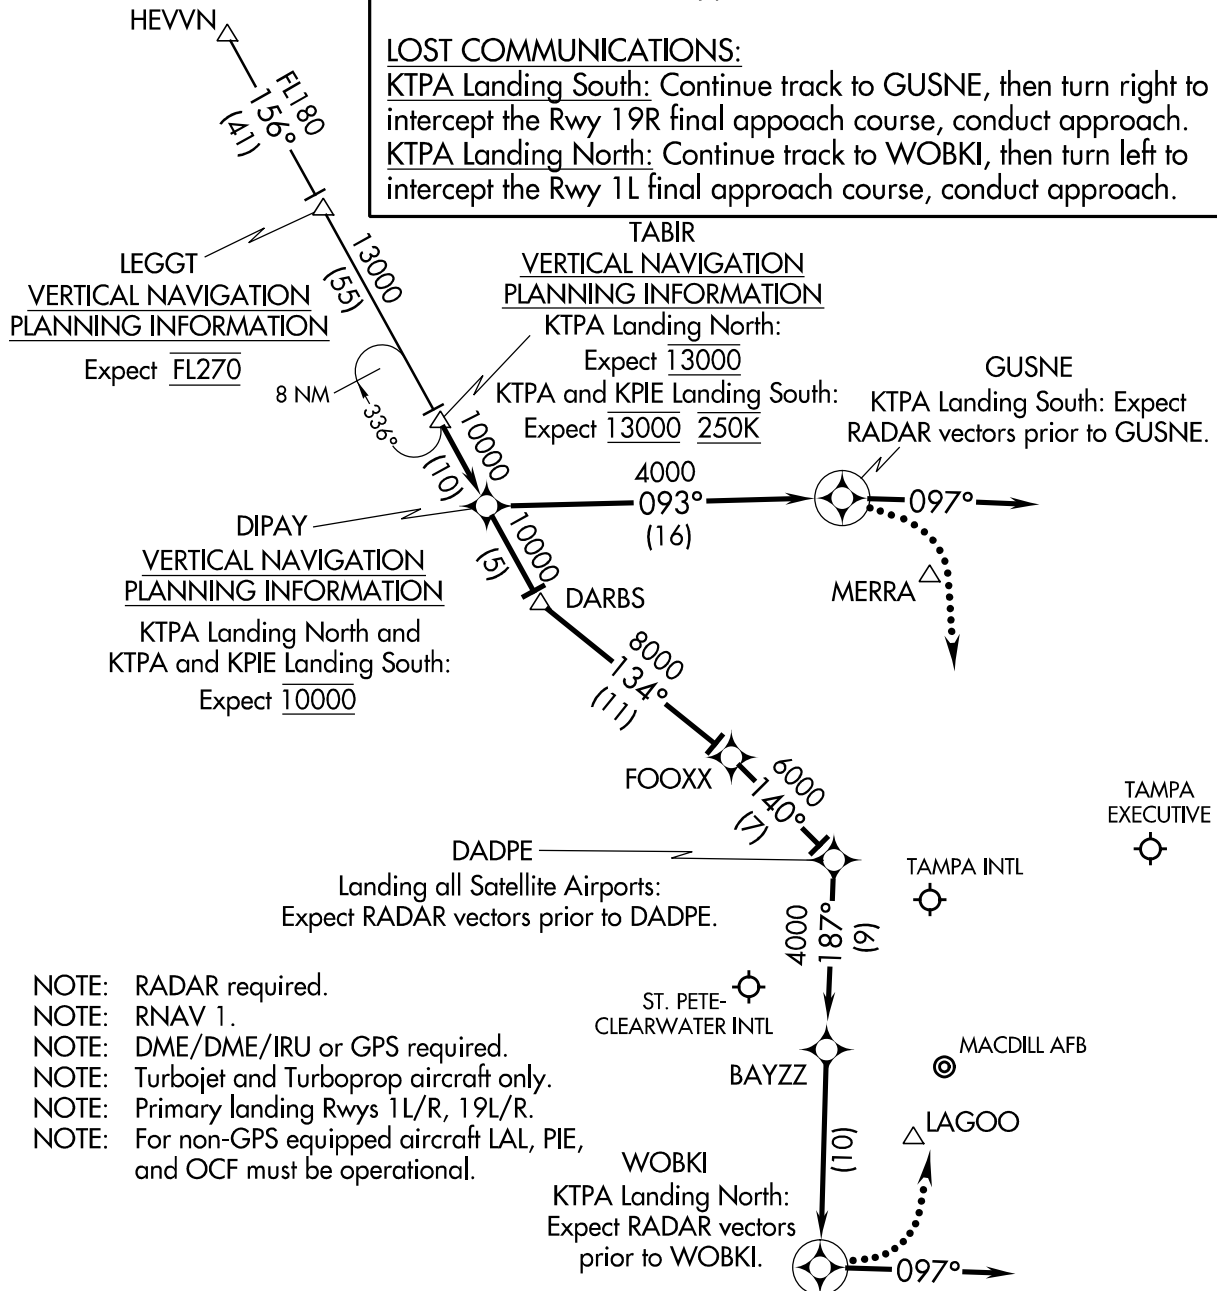 HEVVN
FL180
156°
(41)
LOST COMMUNICATIONS:
KTPA Landing South: Continue track to GUSNE, then turn right to
intercept the Rwy 19R final appoach course, conduct approach.
KTPA Landing North: Continue track to WOBKI, then turn left to
intercept the Rwy 1L final approach course, conduct approach.
LEGGT
VERTICAL NAVIGATION
PLANNING INFORMATION
Expect FL270
13000
(55)
TABIR
VERTICAL NAVIGATION
PLANNING INFORMATION
KTPA Landing North:
Expect 13000
KTPA and KPIE Landing South:
Expect 13000 250K
8 NM
336°
10000
(10)
GUSNE
KTPA Landing South: Expect
RADAR vectors prior to GUSNE.
4000
093°
(16)
097°
DIPAY
VERTICAL NAVIGATION
PLANNING INFORMATION
KTPA Landing North and
KTPA and KPIE Landing South:
Expect 10000
10000
(5)
DARBS
MERRA
8000
134°
(11)
FOOXX
6000
140°
(7)
TAMPA
EXECUTIVE
DADPE
Landing all Satellite Airports:
Expect RADAR vectors prior to DADPE.
TAMPA INTL
4000
187°
(9)
ST. PETE-
CLEARWATER INTL
BAYZZ
MACDILL AFB
LAGOO
(10)
NOTE: RADAR required.
NOTE: RNAV 1.
NOTE: DME/DME/IRU or GPS required.
NOTE: Turbojet and Turboprop aircraft only.
NOTE: Primary landing Rwys 1L/R, 19L/R.
NOTE: For non-GPS equipped aircraft LAL, PIE,
and OCF must be operational.
WOBKI
KTPA Landing North:
Expect RADAR vectors
prior to WOBKI.
097°